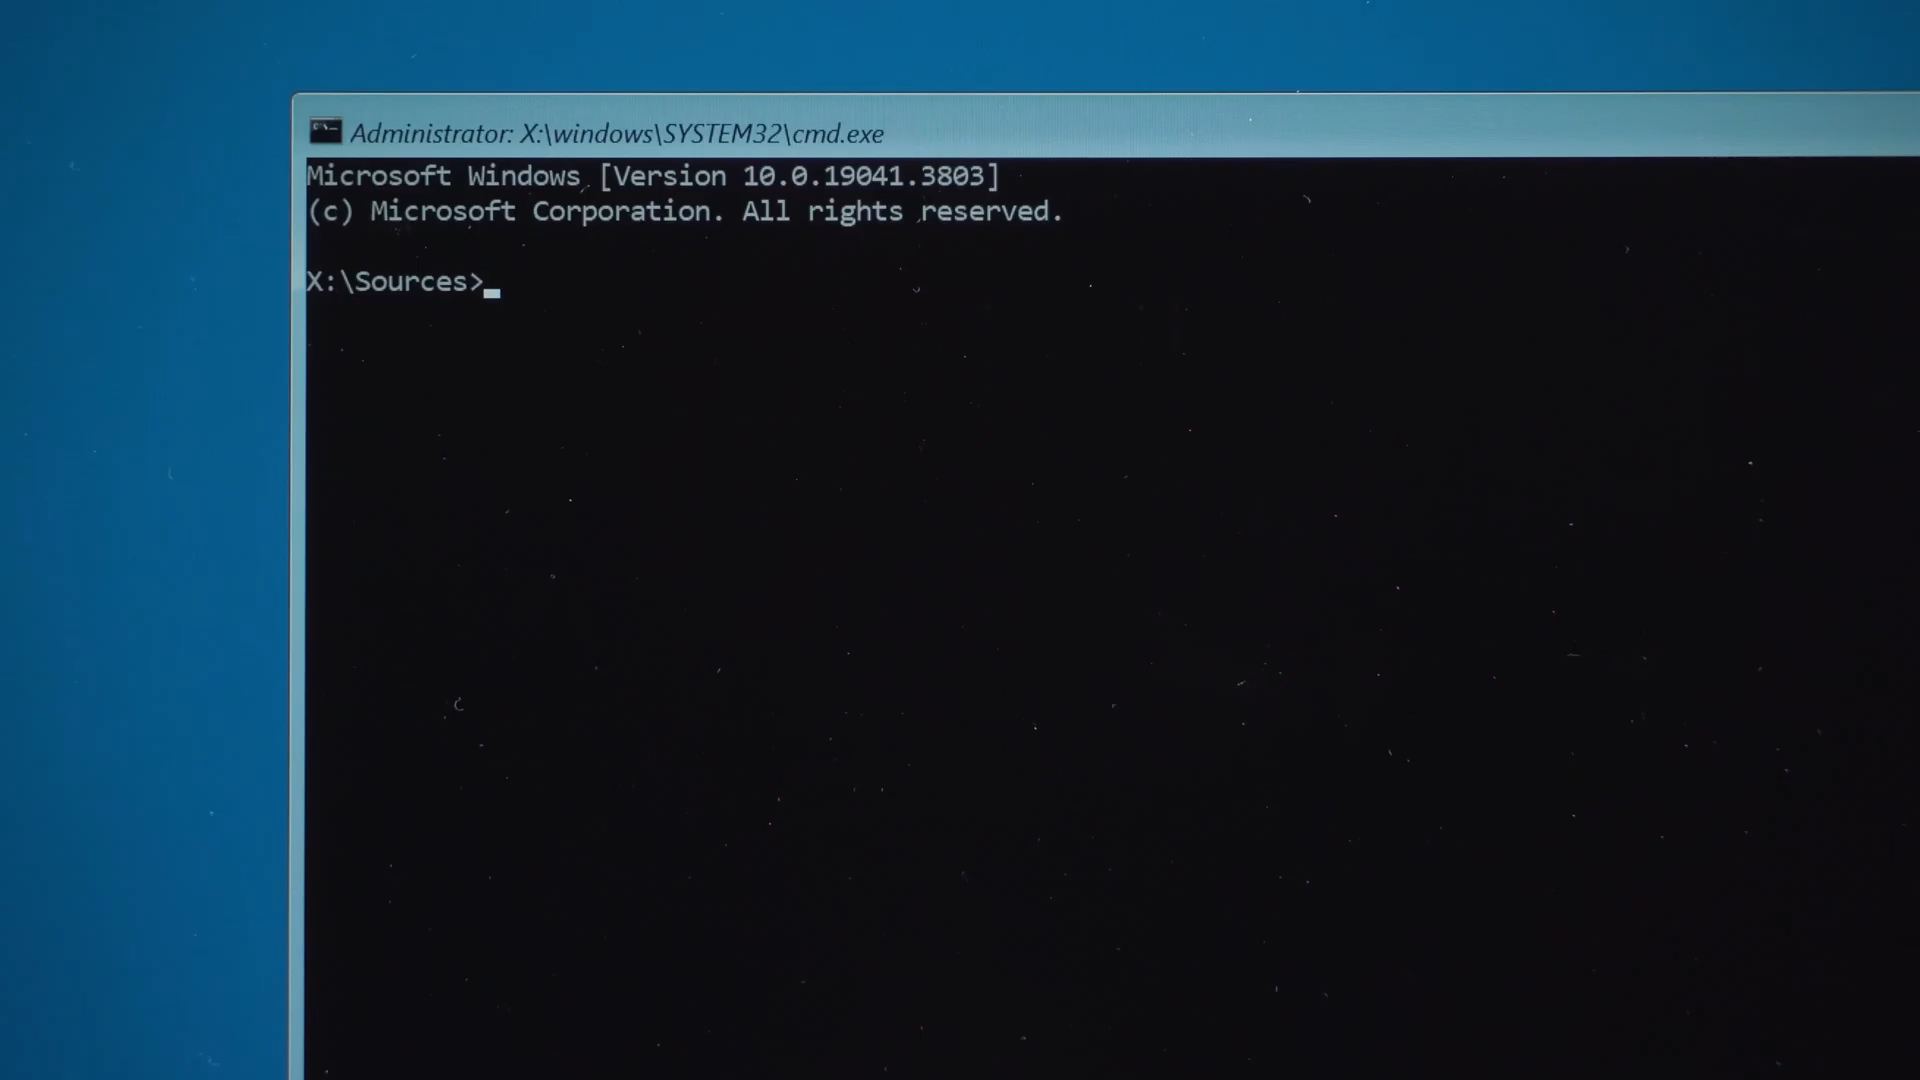 Administrator: X:\windows\SYSTEM32\cmd.exe
Microsoft Windows [Version 10.0.19041.3803]
(c) Microsoft Corporation. All rights reserved.
X:\Sources>